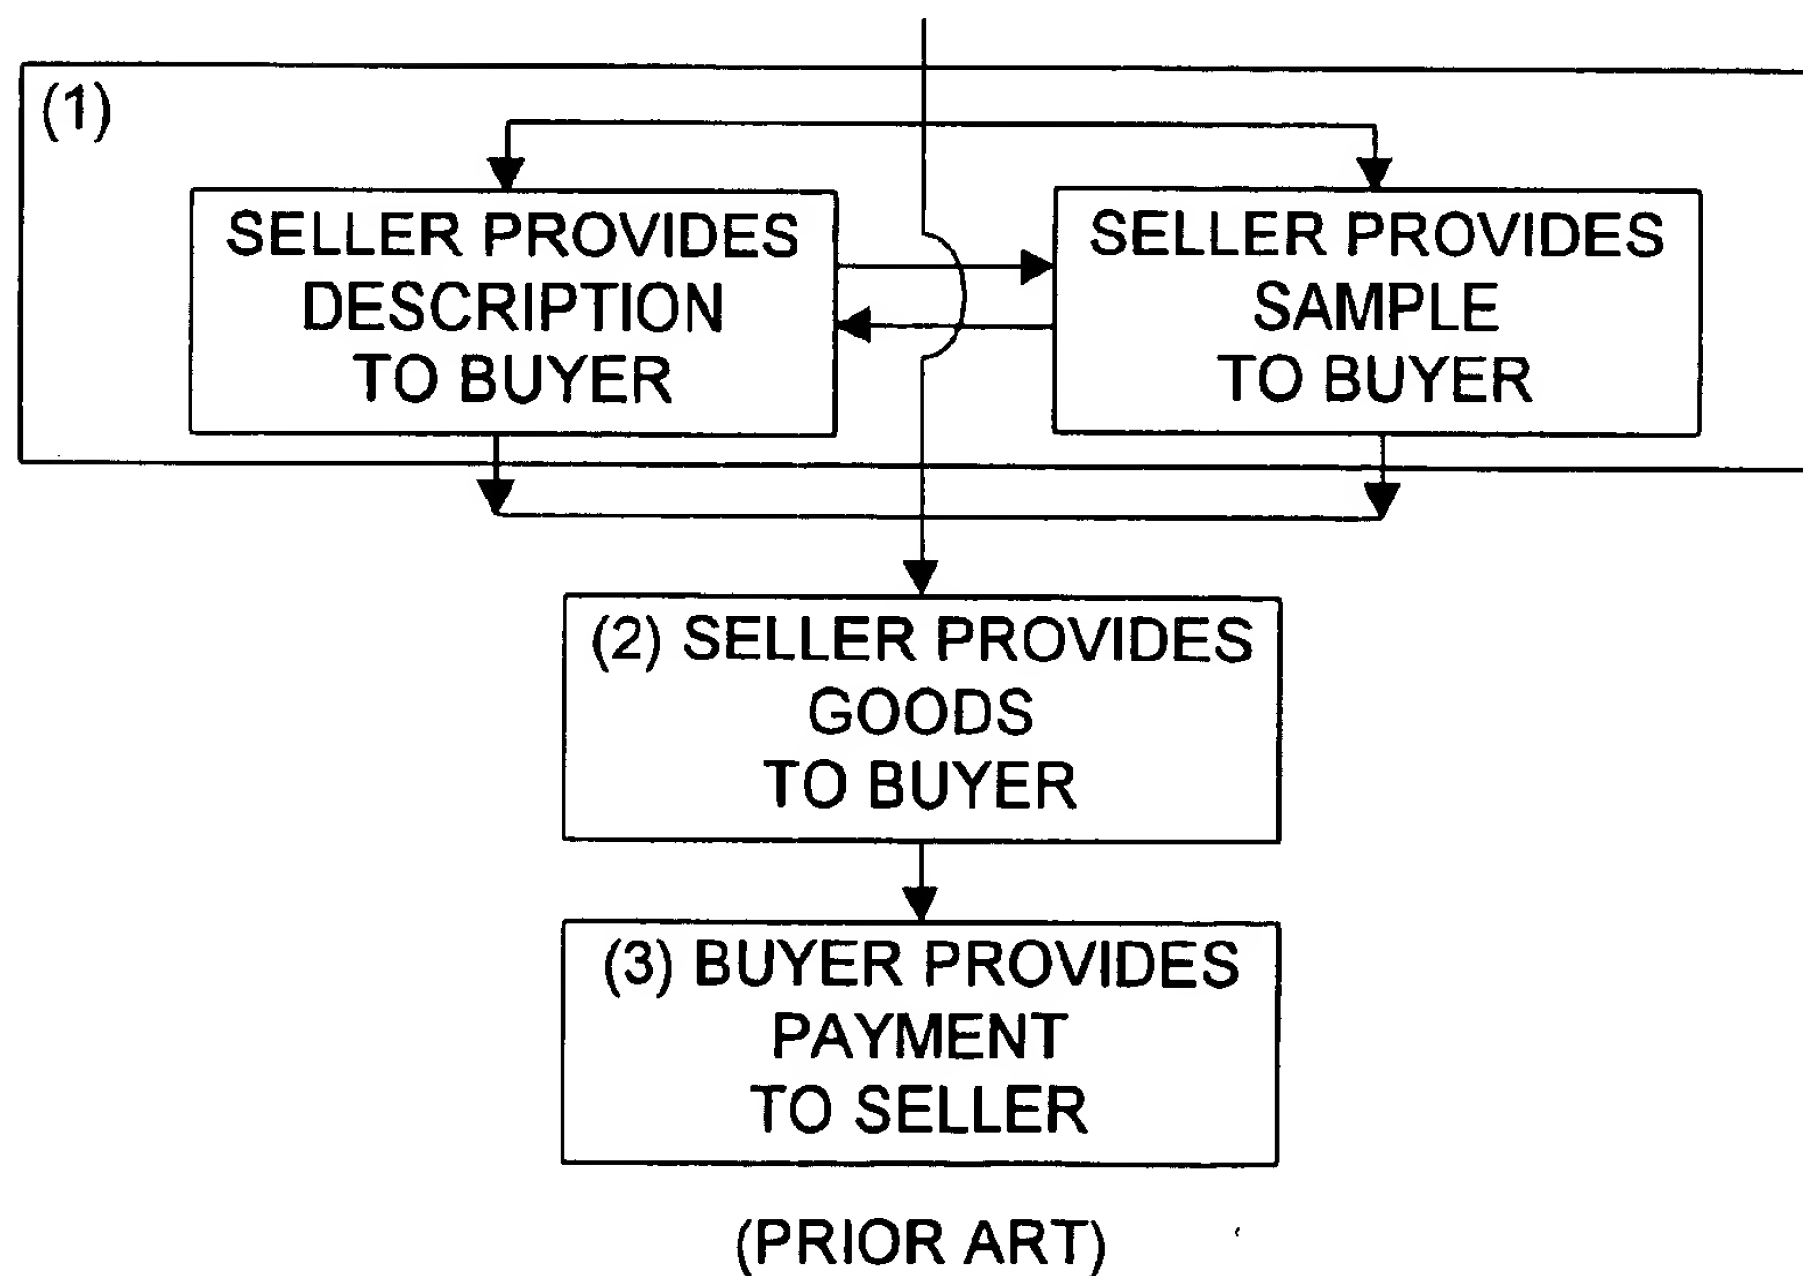 (1)
SELLER PROVIDES
DESCRIPTION
TO BUYER
SELLER PROVIDES
SAMPLE
TO BUYER
(2) SELLER PROVIDES
GOODS
TO BUYER
(3) BUYER PROVIDES
PAYMENT
TO SELLER
(PRIOR ART)